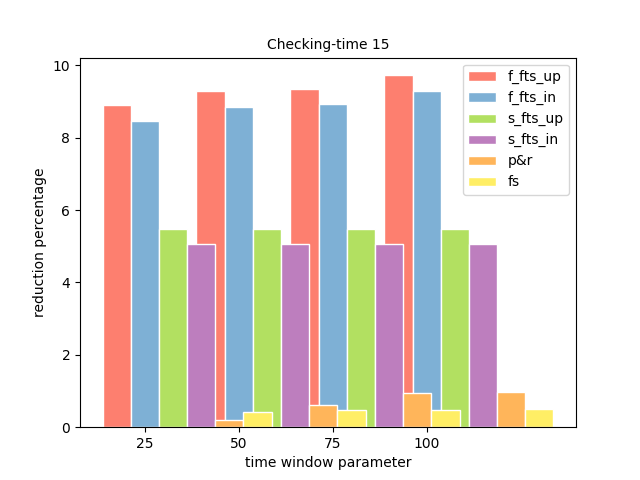 Checking-time 15
reduction percentage
10
8
6
4
2
0
f_fts_up
f_fts_in
s_fts_up
s_fts_in
p&r
fs
25 50 75 100
time window parameter